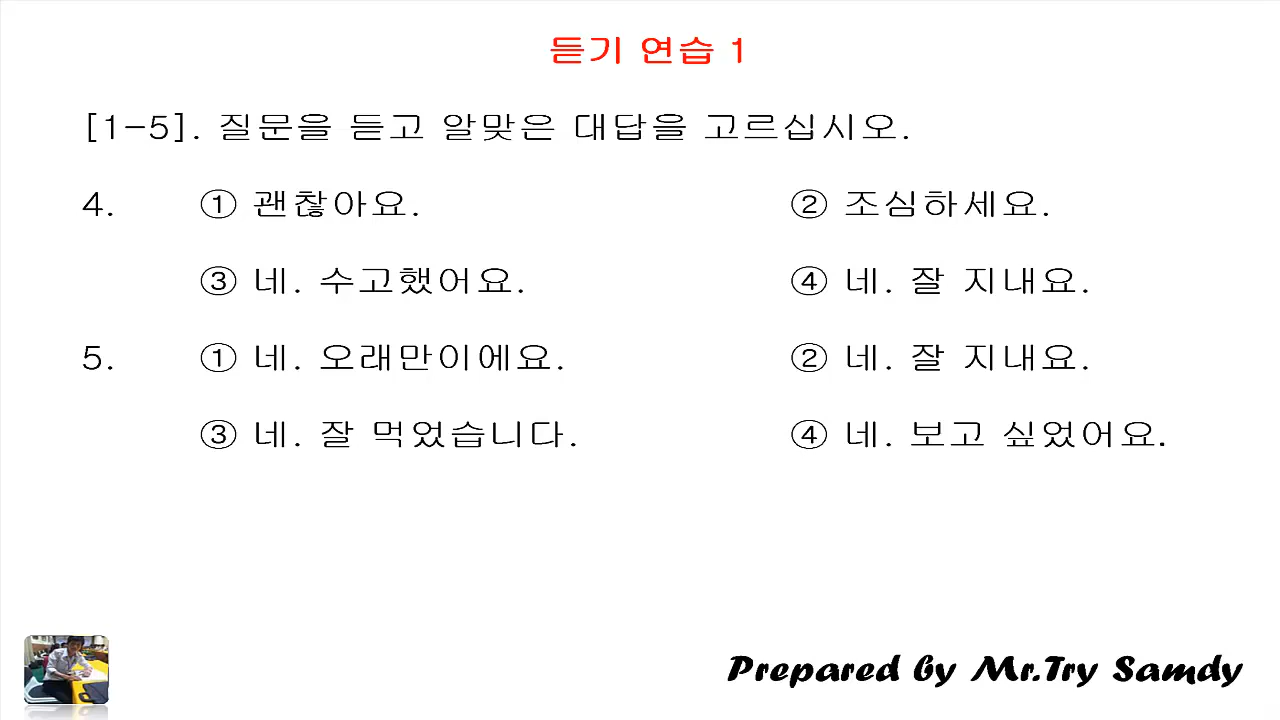 듣기 연습 1
[1-5]. 질문을 듣고 알맞은 대답을 고르십시오.
4. ① 괜찮아요. ② 조심하세요.
③ 네. 수고했어요. ④ 네. 잘 지내요.
5. ① 네. 오래만이에요. ② 네. 잘 지내요.
③ 네. 잘 먹었습니다. ④ 네. 보고 싶었어요.
Prepared by Mr.Try Samdy